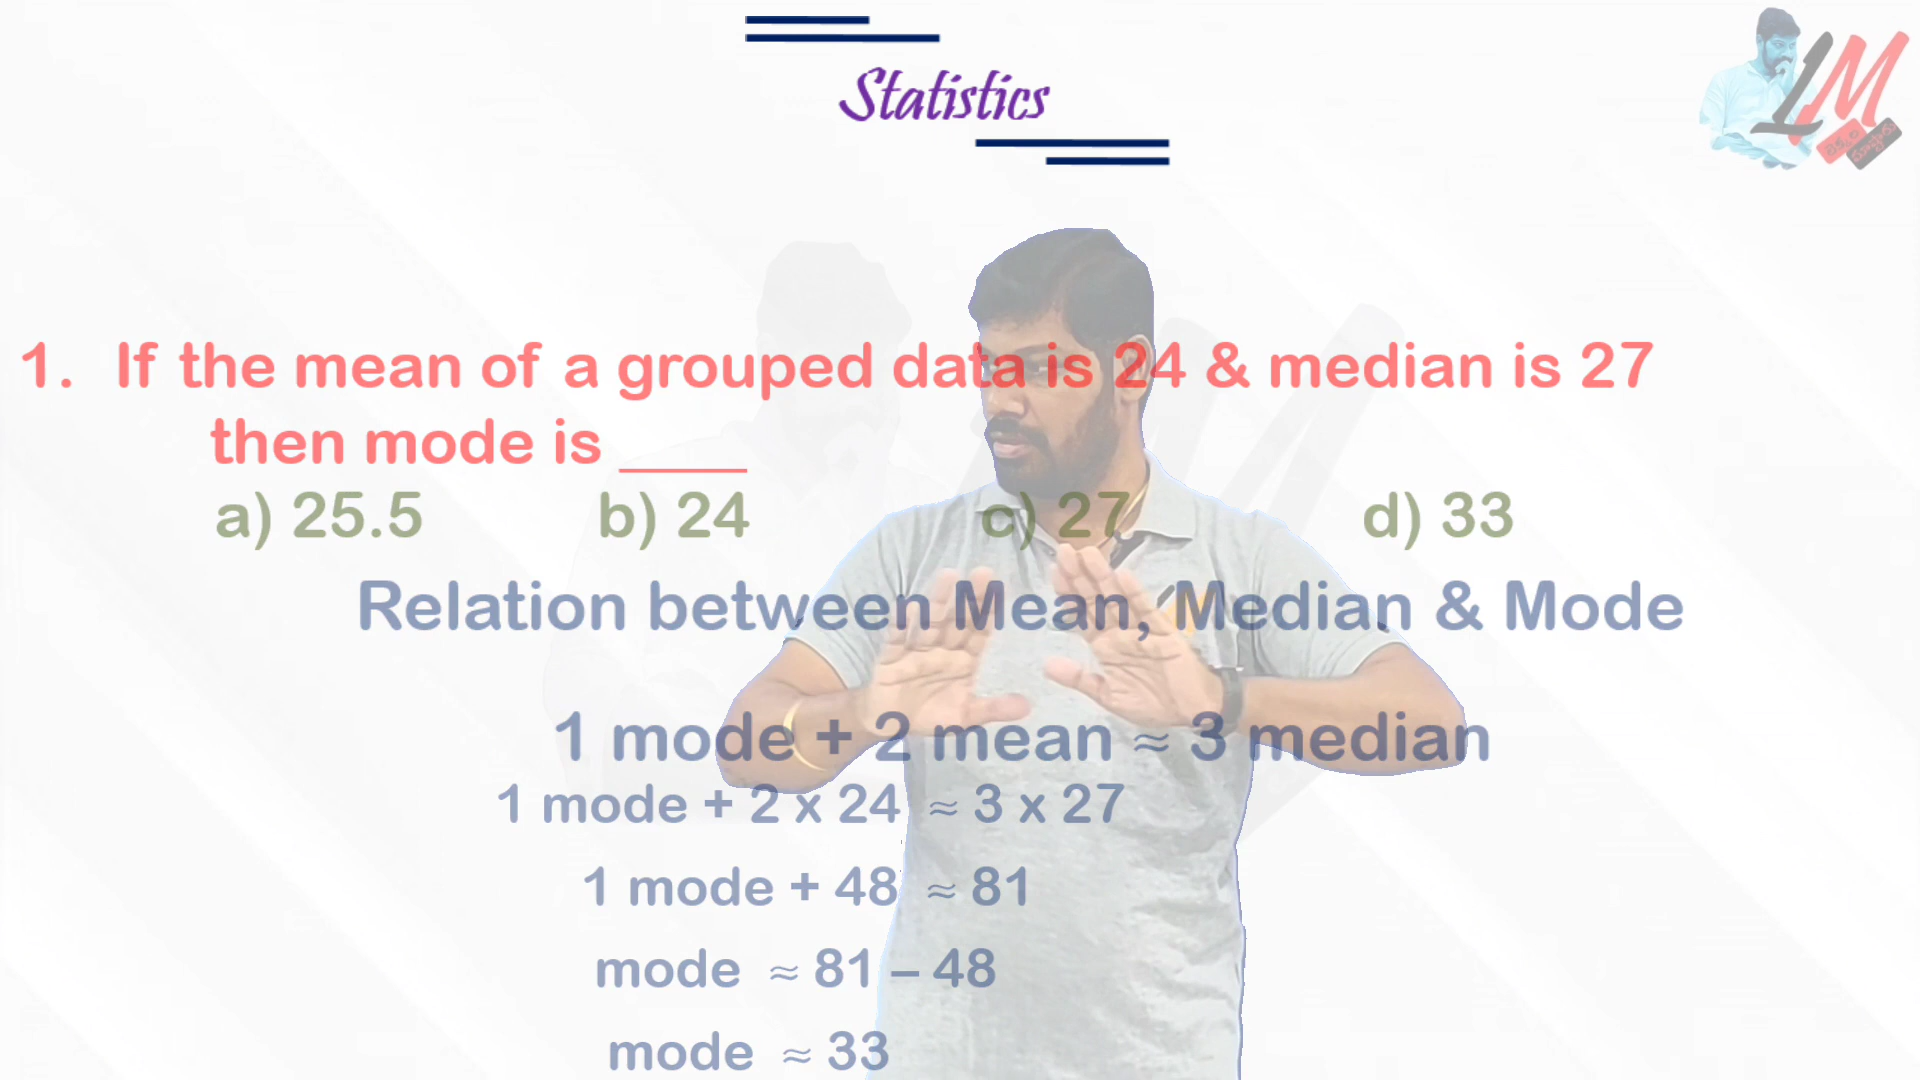 Statistics
LM
1. If the mean of a grouped data is 24 & median is 27
then mode is ____
a) 25.5 b) 24 c) 27 d) 33
Relation between Mean, Median & Mode
1 mode + 2 mean ≈ 3 median
1 mode + 2 x 24 ≈ 3 x 27
1 mode + 48 ≈ 81
mode ≈ 81 – 48
mode ≈ 33